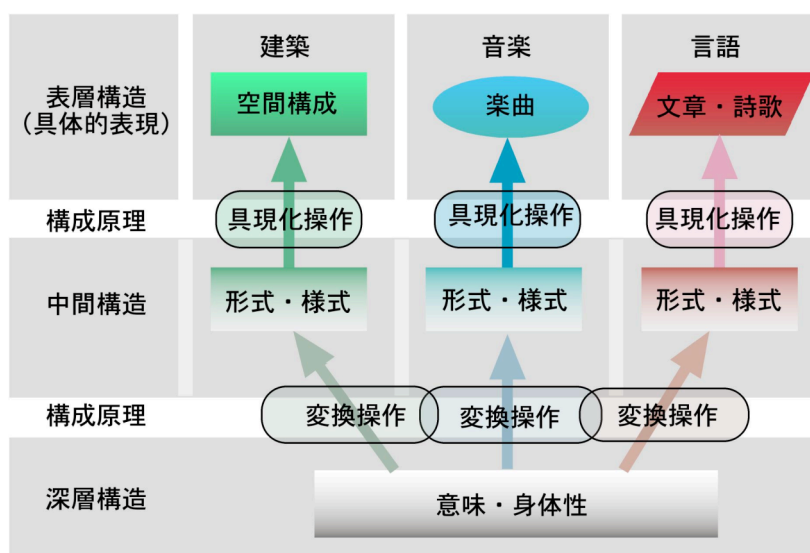 建築
音楽
言語
表層構造
（具体的表現）
空間構成
楽曲
文章・詩歌
構成原理
具現化操作
具現化操作
具現化操作
中間構造
形式・様式
形式・様式
形式・様式
構成原理
変換操作
変換操作
変換操作
深層構造
意味・身体性